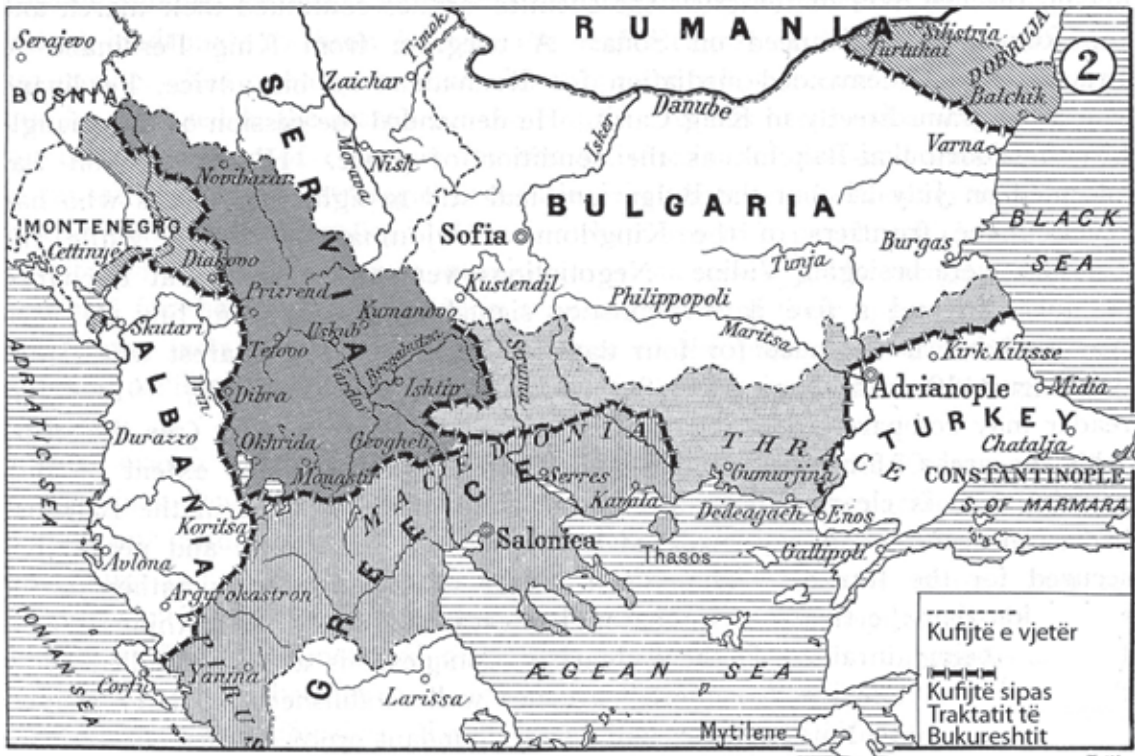 RUMANIA
Serajevo
Timok
Silistria
Turtukai
DOBRUJA
2
Zaichar
BOSNIA
SERVIA
Danube
Balchik
Isker
Varna
Morava
Nish
Novibazar
BULGARIA
BLACK
SEA
MONTENEGRO
Sofia
Cettinye
Burgas
Diakovo
Tunja
Kustendil
Prizrend
Philippopoli
Kumanovo
Skutari
Uskub
Maritsa
Tetovo
Struma
Bregalnitsa
Kirk Kilisse
ADRIATIC SEA
ALBANIA
Drin
Vardar
Ishtip
Adrianople
Midia
Dibra
TURKEY
Durazzo
Okhrida
Grogheli
MACEDONIA
THRACE
Chatalja
Monastir
Serres
Gumurjina
CONSTANTINOPLE
Kavala
S. OF MARMARA
Koritsa
GREECE
Dedeagach
Enos
Salonica
Avlona
Thasos
Gallipoli
Argurokastron
EPIRUS
IONIAN SEA
Kufijtë e vjetër
Yanina
ÆGEAN SEA
Kufijtë sipas
Corfu
Larissa
Traktatit të
Mytilene
Bukureshtit